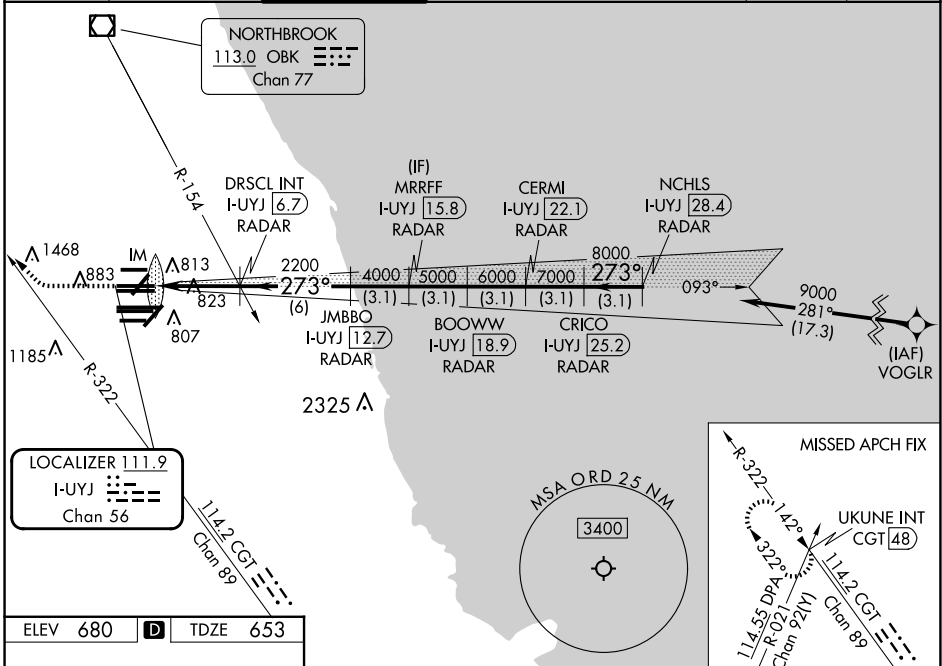 NORTHBROOK
113.0 OBK
Chan 77
R-154
DRSCL INT
I-UYJ 6.7
RADAR
(IF)
MRRFF
I-UYJ 15.8
RADAR
CERMI
I-UYJ 22.1
RADAR
NCHLS
I-UYJ 28.4
RADAR
1468
883
IM
813
823
807
1185
2200
273°
(6)
4000
(3.1)
5000
(3.1)
6000
(3.1)
7000
(3.1)
8000
273°
(3.1)
093°
9000
281°
(17.3)
(IAF)
VOGLR
JMBBO
I-UYJ 12.7
RADAR
BOOWW
I-UYJ 18.9
RADAR
CRICO
I-UYJ 25.2
RADAR
2325
R-322
LOCALIZER 111.9
I-UYJ
Chan 56
114.2 CGT
Chan 89
MSA ORD 25 NM
3400
MISSED APCH FIX
R-322
142°
322°
UKUNE INT
CGT 48
114.55 DPA
R-021
Chan 92(Y)
114.2 CGT
Chan 89
ELEV 680 D TDZE 653